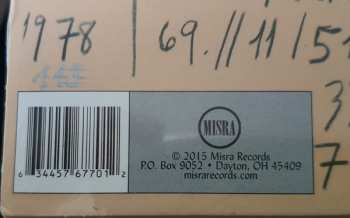 1978
69.//11/51
3
7
MISRA
© 2015 Misra Records
P.O. Box 9052 • Dayton, OH 45409
misrarecords.com
6 34457 67701 2